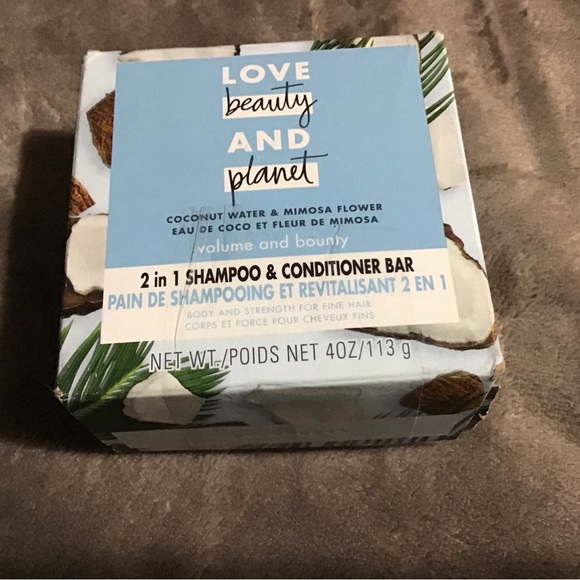 LOVE
beauty
AND
planet
COCONUT WATER & MIMOSA FLOWER
EAU DE COCO ET FLEUR DE MIMOSA
volume and bounty
2 in 1 SHAMPOO & CONDITIONER BAR
PAIN DE SHAMPOOING ET REVITALISANT 2 EN 1
BODY AND STRENGTH FOR FINE HAIR
CORPS ET FORCE POUR CHEVEUX FINS
NET WT./POIDS NET 4OZ/113 g